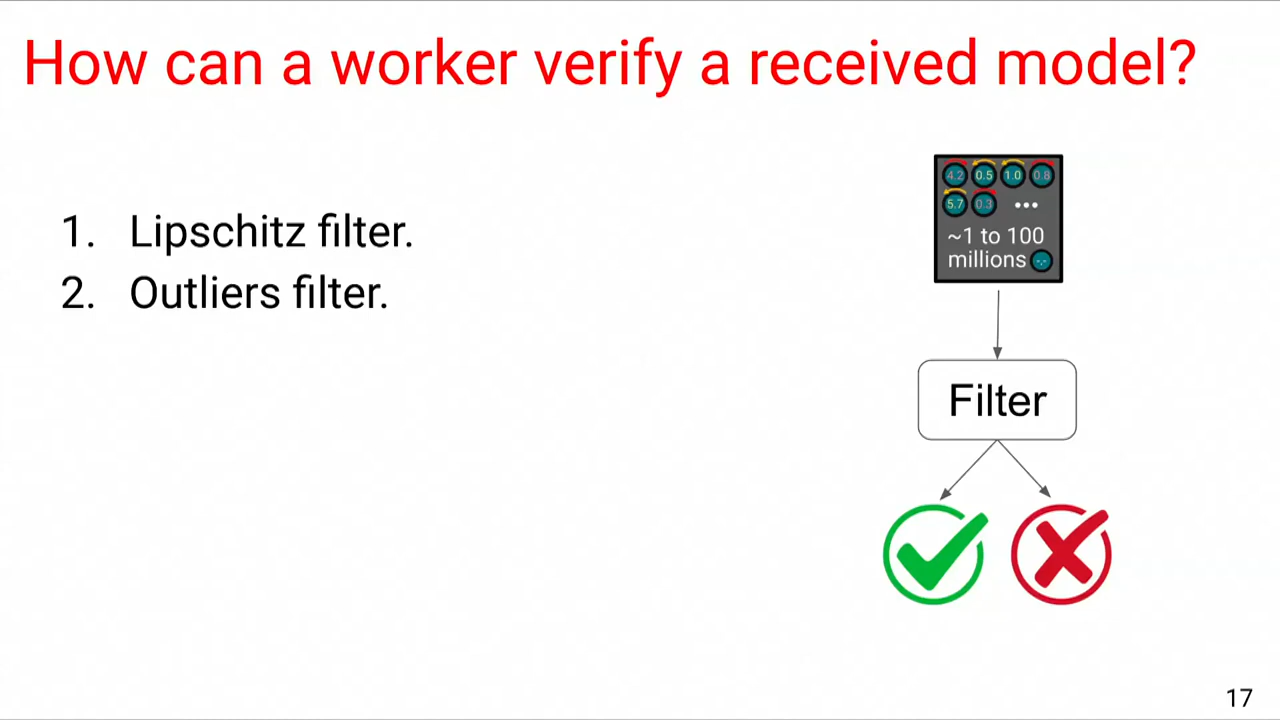 How can a worker verify a received model?
1. Lipschitz filter.
2. Outliers filter.
4.2 0.5 1.0 0.8
5.7 0.3 •••
~1 to 100
millions
Filter
17